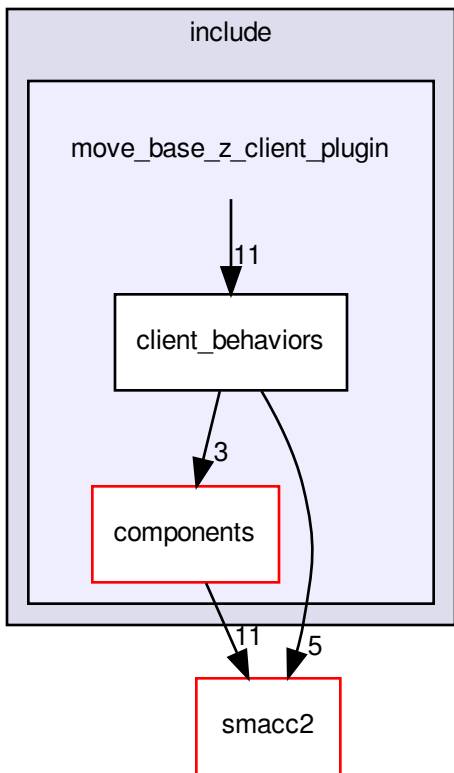 include
move_base_z_client_plugin
11
client_behaviors
3
components
11
5
smacc2